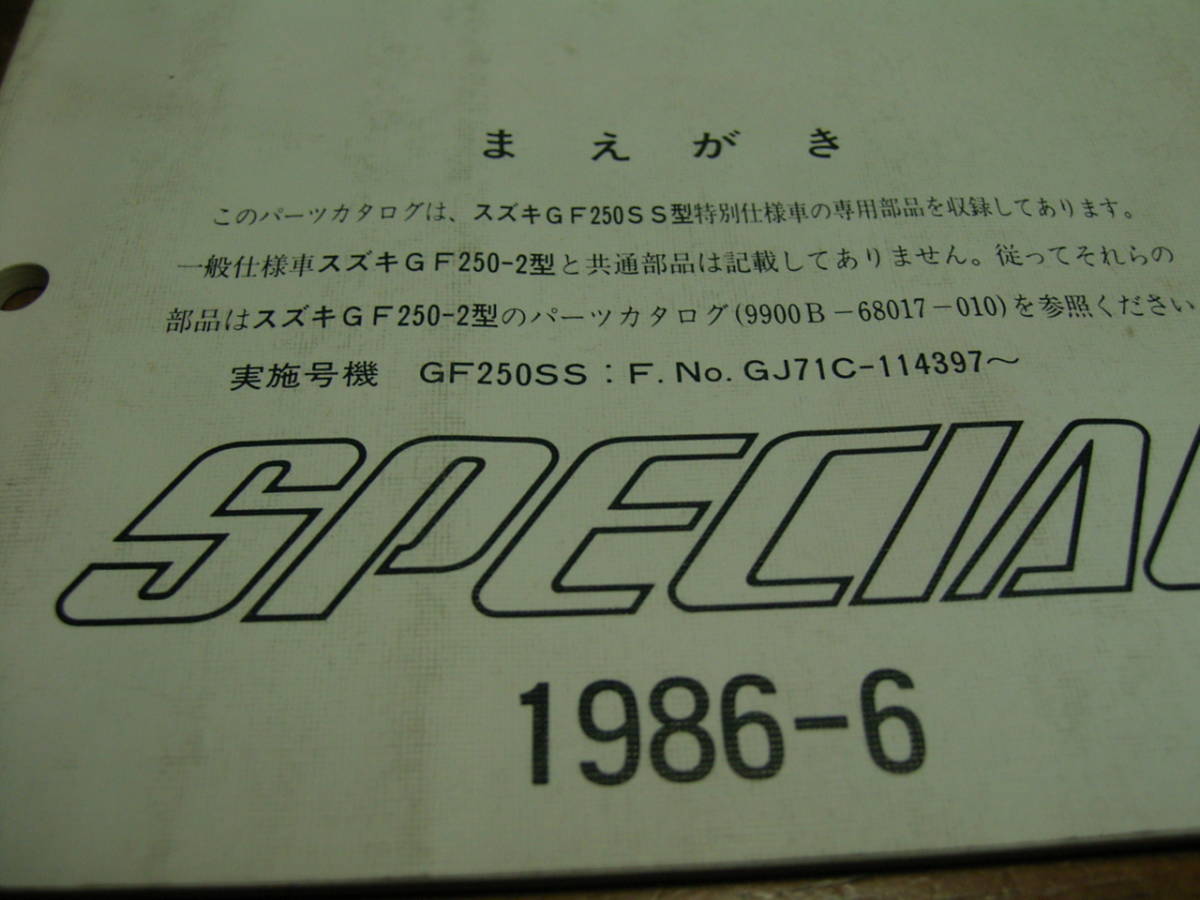 まえがき
このパーツカタログは、スズキGF250SS型特別仕様車の専用部品を収録してあります。
一般仕様車スズキGF250-2型と共通部品は記載してありません。従ってそれらの
部品はスズキGF250-2型のパーツカタログ(9900B-68017-010)を参照ください
実施号機 GF250SS：F.No.GJ71C-114397～
SPECIAL
1986-6